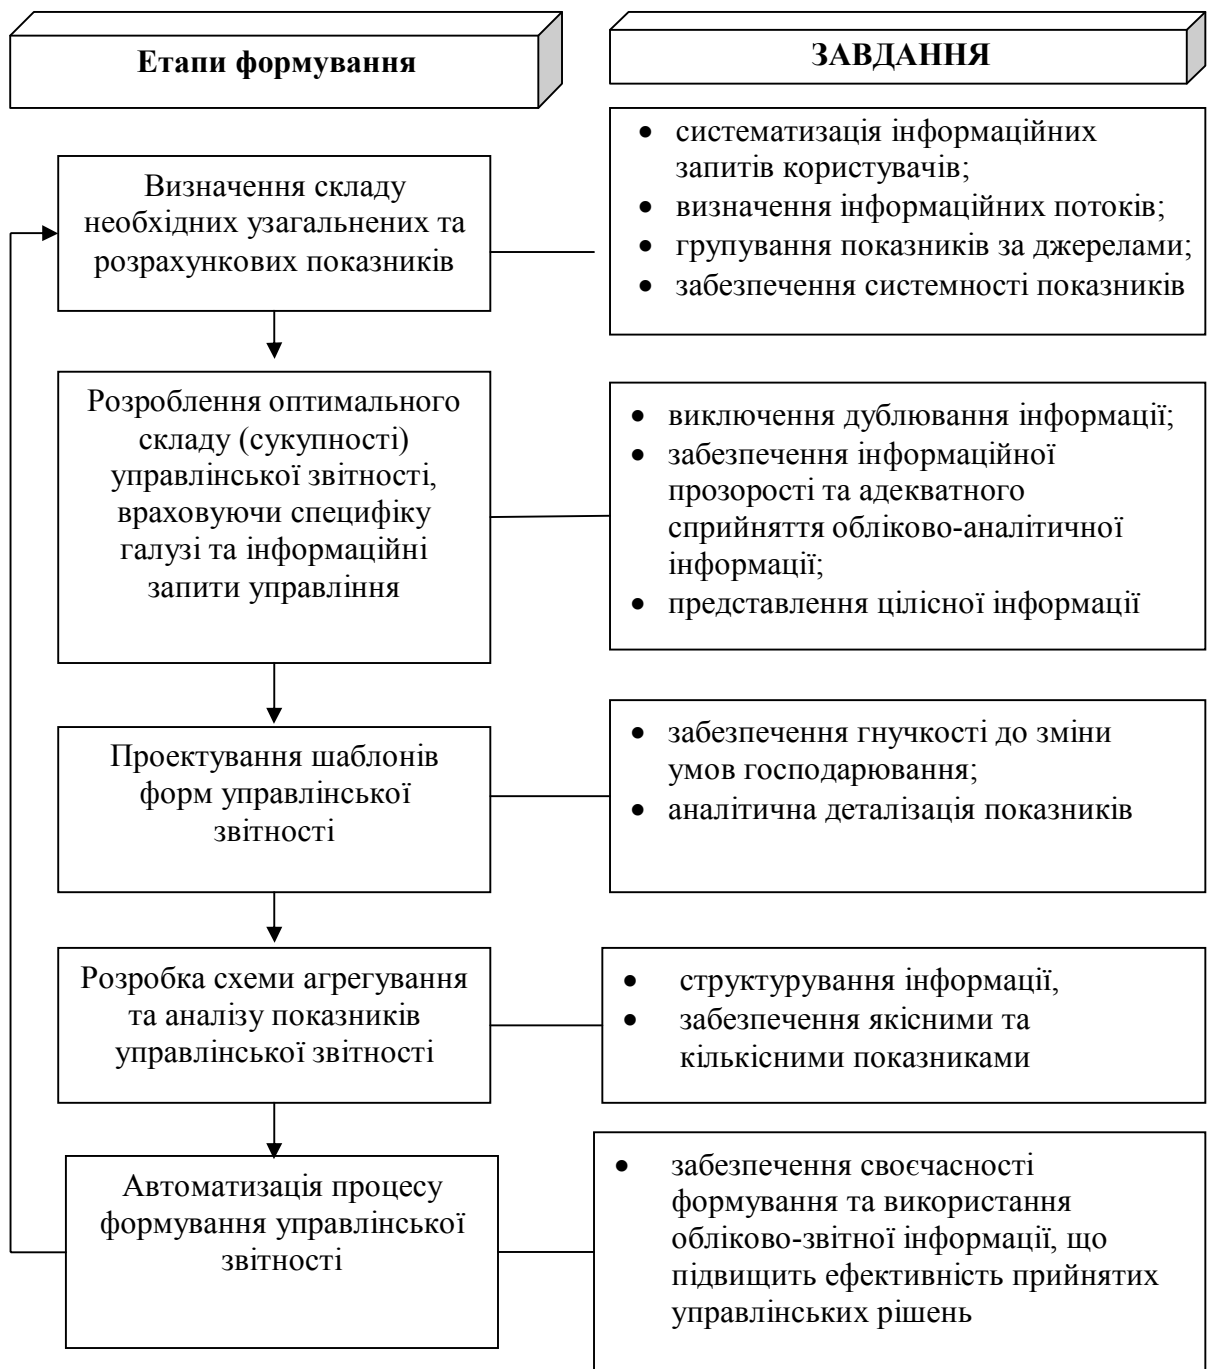 Етапи формування
ЗАВДАННЯ
Визначення складу
необхідних узагальнених та
розрахункових показників
• систематизація інформаційних
запитів користувачів;
• визначення інформаційних потоків;
• групування показників за джерелами;
• забезпечення системності показників
Розроблення оптимального
складу (сукупності)
управлінської звітності,
враховуючи специфіку
галузі та інформаційні
запити управління
• виключення дублювання інформації;
• забезпечення інформаційної
прозорості та адекватного
сприйняття обліково-аналітичної
інформації;
• представлення цілісної інформації
Проектування шаблонів
форм управлінської
звітності
• забезпечення гнучкості до зміни
умов господарювання;
• аналітична деталізація показників
Розробка схеми агрегування
та аналізу показників
управлінської звітності
• структурування інформації,
• забезпечення якісними та
кількісними показниками
Автоматизація процесу
формування управлінської
звітності
• забезпечення своєчасності
формування та використання
обліково-звітної інформації, що
підвищить ефективність прийнятих
управлінських рішень